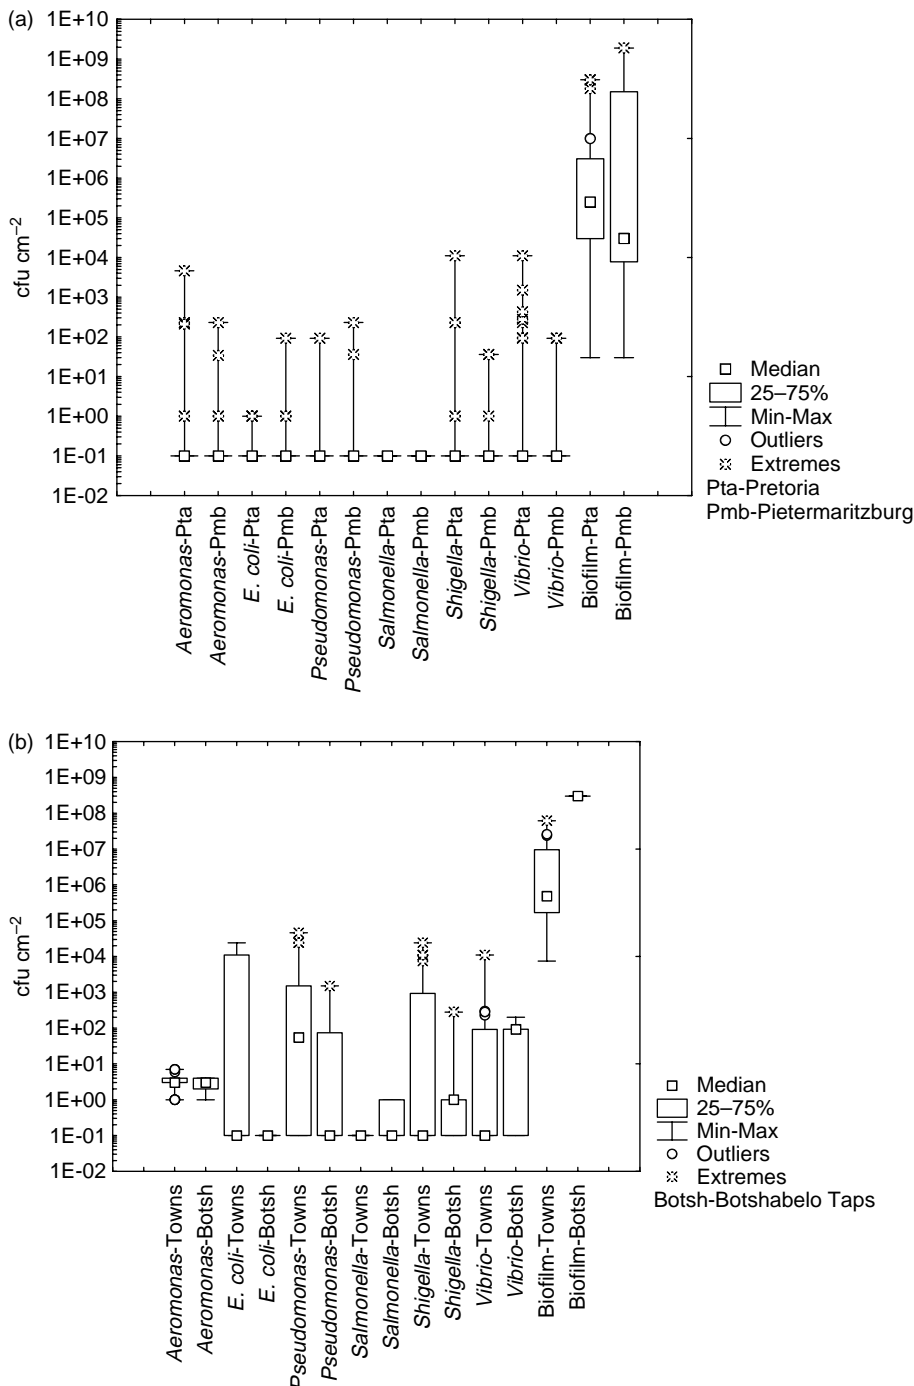 (a)
1E+10
1E+09
1E+08
1E+07
1E+06
1E+05
1E+04
1E+03
1E+02
1E+01
1E+00
1E-01
1E-02
cfu cm⁻²
Aeromonas-Pta
Aeromonas-Pmb
E. coli-Pta
E. coli-Pmb
Pseudomonas-Pta
Pseudomonas-Pmb
Salmonella-Pta
Salmonella-Pmb
Shigella-Pta
Shigella-Pmb
Vibrio-Pta
Vibrio-Pmb
Biofilm-Pta
Biofilm-Pmb
Median
25–75%
Min-Max
Outliers
Extremes
Pta-Pretoria
Pmb-Pietermaritzburg
(b)
1E+10
1E+09
1E+08
1E+07
1E+06
1E+05
1E+04
1E+03
1E+02
1E+01
1E+00
1E-01
1E-02
cfu cm⁻²
Aeromonas-Towns
Aeromonas-Botsh
E. coli-Towns
E. coli-Botsh
Pseudomonas-Towns
Pseudomonas-Botsh
Salmonella-Towns
Salmonella-Botsh
Shigella-Towns
Shigella-Botsh
Vibrio-Towns
Vibrio-Botsh
Biofilm-Towns
Biofilm-Botsh
Median
25–75%
Min-Max
Outliers
Extremes
Botsh-Botshabelo Taps